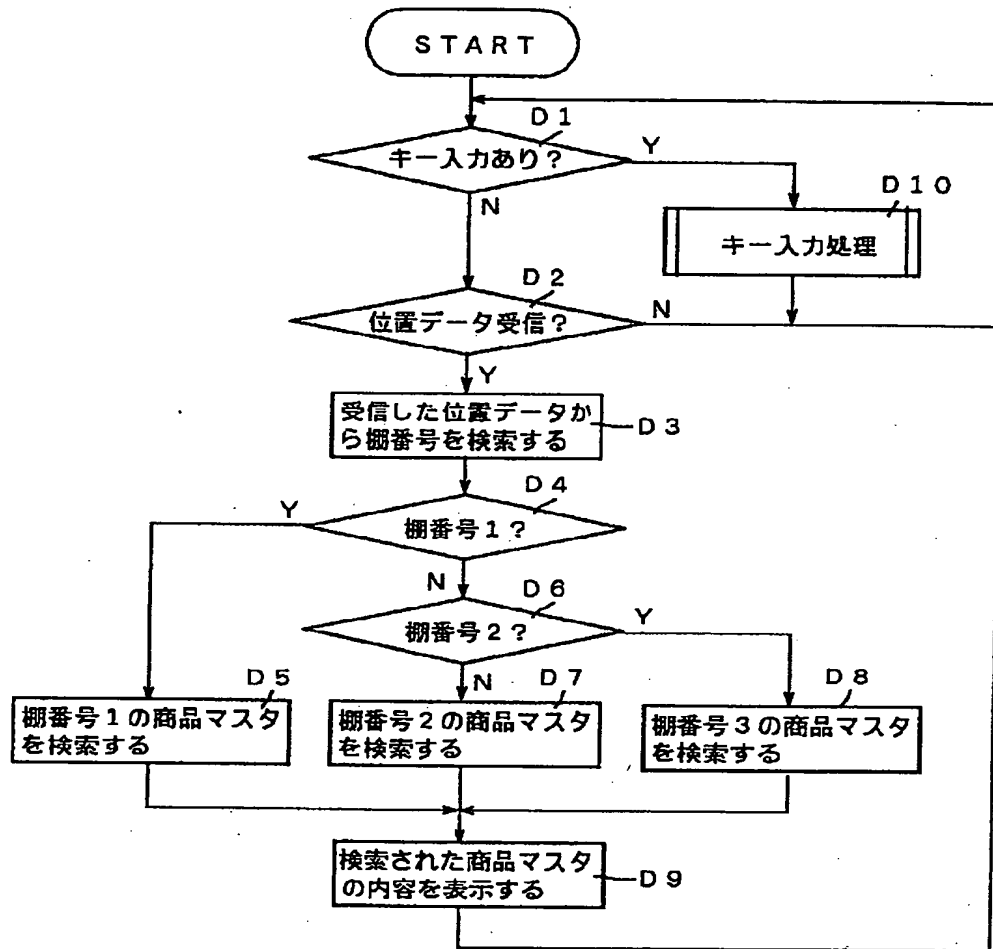 START
D1
キー入力あり?
Y
N
D10
キー入力処理
D2
位置データ受信?
N
Y
受信した位置データか
ら棚番号を検索する
D3
D4
Y
棚番号1?
N
D6
棚番号2?
Y
N
D5
棚番号1の商品マスタ
を検索する
D7
棚番号2の商品マスタ
を検索する
D8
棚番号3の商品マスタ
を検索する
検索された商品マスタ
の内容を表示する
D9